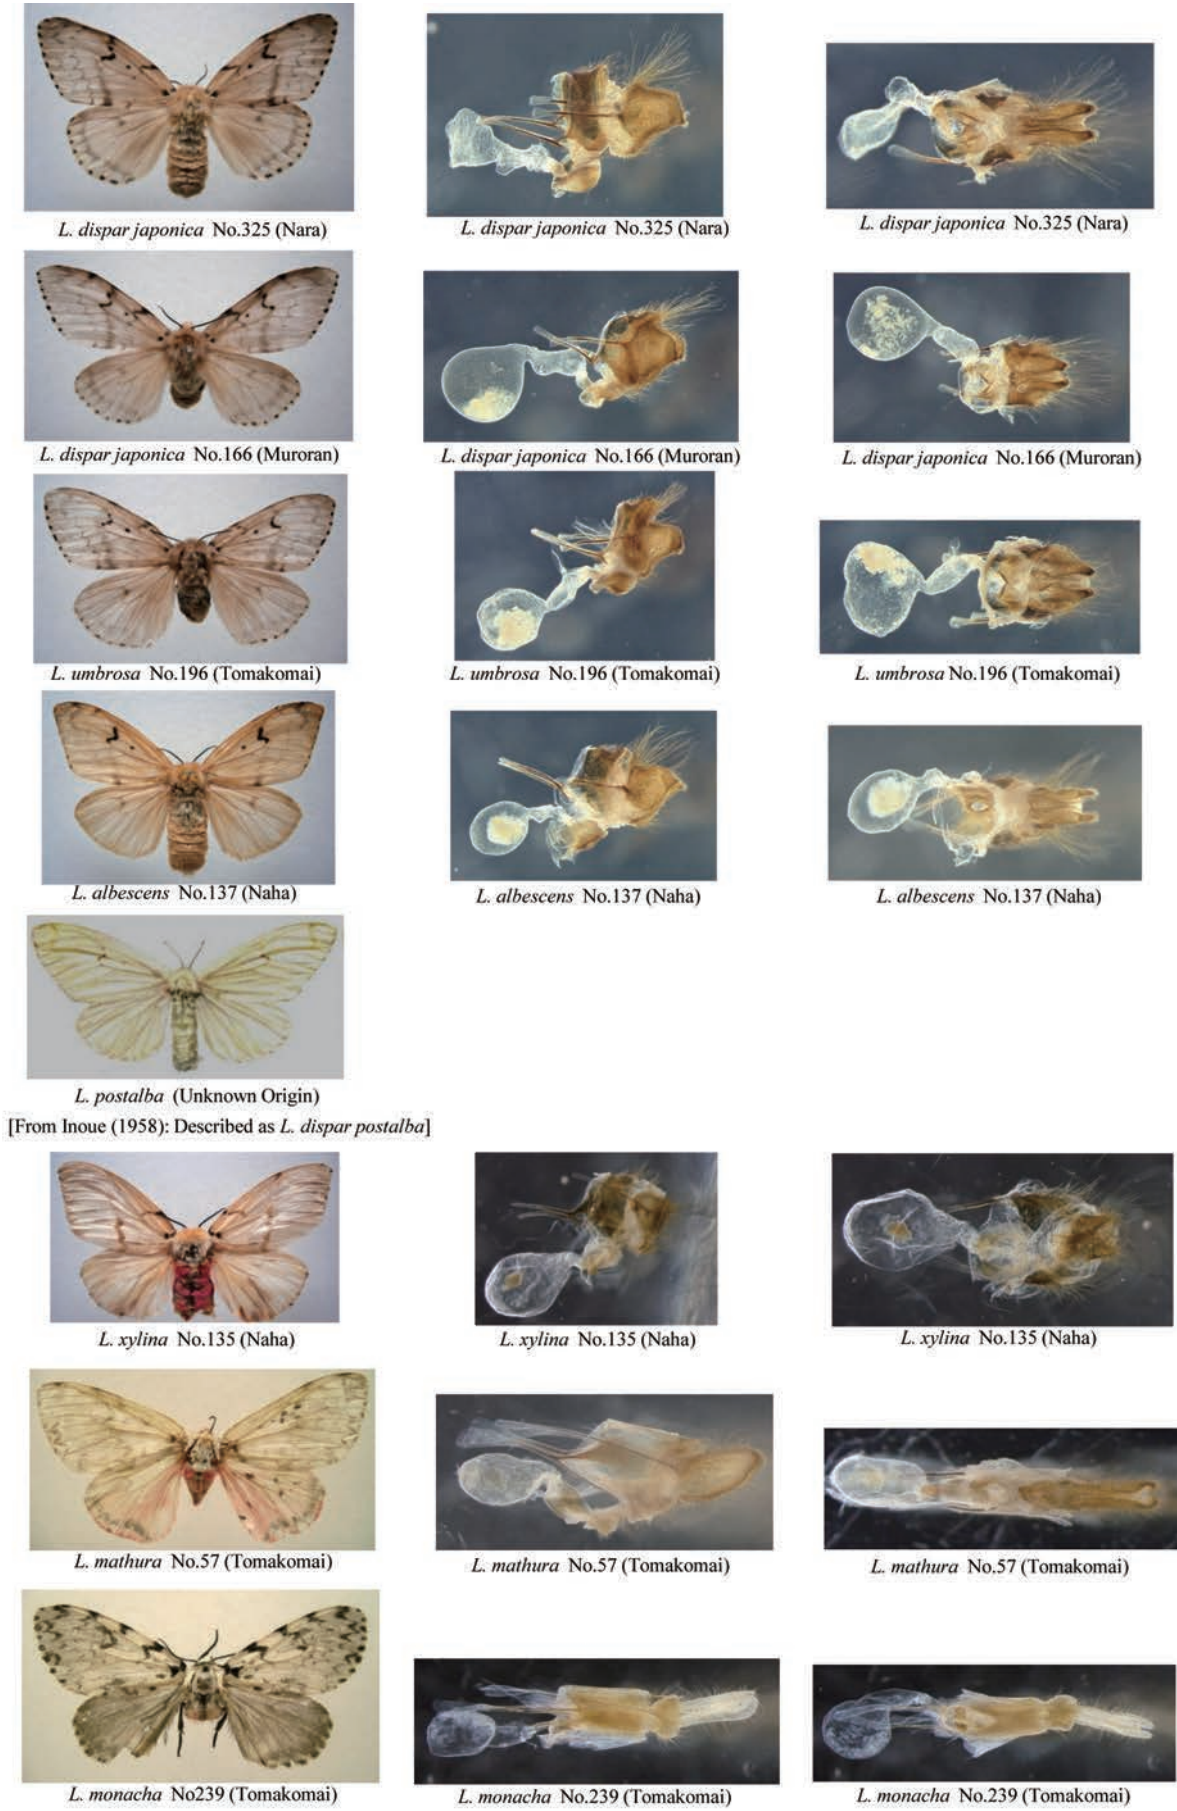 L. dispar japonica No.325 (Nara)
L. dispar japonica No.325 (Nara)
L. dispar japonica No.325 (Nara)
L. dispar japonica No.166 (Muroran)
L. dispar japonica No.166 (Muroran)
L. dispar japonica No.166 (Muroran)
L. umbrosa No.196 (Tomakomai)
L. umbrosa No.196 (Tomakomai)
L. umbrosa No.196 (Tomakomai)
L. albescens No.137 (Naha)
L. albescens No.137 (Naha)
L. albescens No.137 (Naha)
L. postalba (Unknown Origin)
[From Inoue (1958): Described as L. dispar postalba]
L. xylina No.135 (Naha)
L. xylina No.135 (Naha)
L. xylina No.135 (Naha)
L. mathura No.57 (Tomakomai)
L. mathura No.57 (Tomakomai)
L. mathura No.57 (Tomakomai)
L. monacha No239 (Tomakomai)
L. monacha No.239 (Tomakomai)
L. monacha No.239 (Tomakomai)